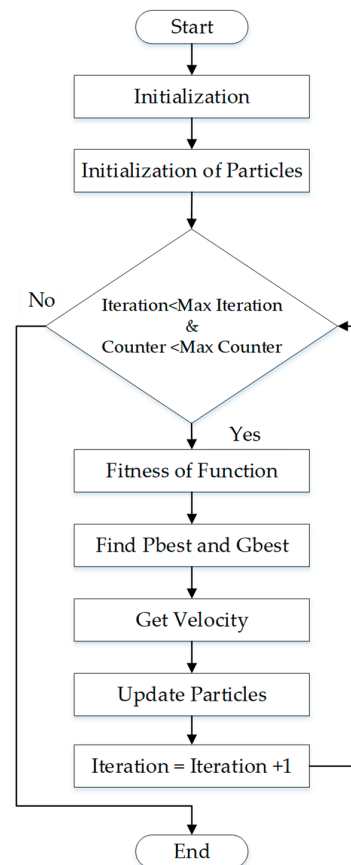 Start
Initialization
Initialization of Particles
No
Iteration<Max Iteration
&
Counter <Max Counter
Yes
Fitness of Function
Find Pbest and Gbest
Get Velocity
Update Particles
Iteration = Iteration +1
End